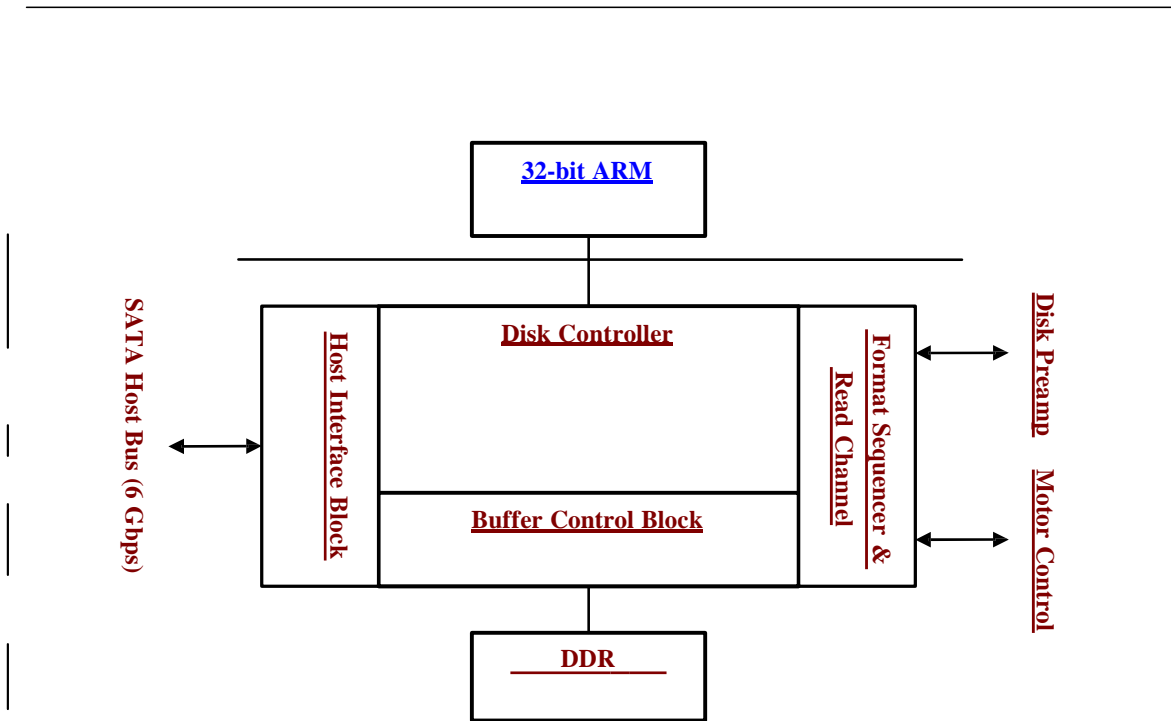 32-bit ARM
SATA Host Bus (6 Gbps)
Host Interface Block
Disk Controller
Buffer Control Block
Format Sequencer &
Read Channel
Disk Preamp
Motor Control
DDR